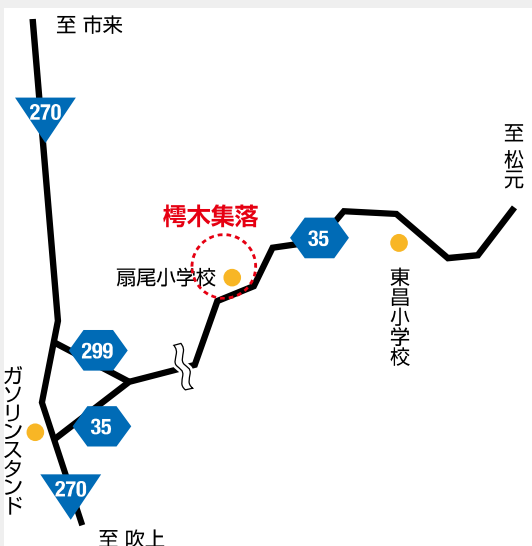 至 市来
270
至 松元
樗木集落
35
扇尾小学校
東昌小学校
299
ガソリンスタンド
35
270
至 吹上